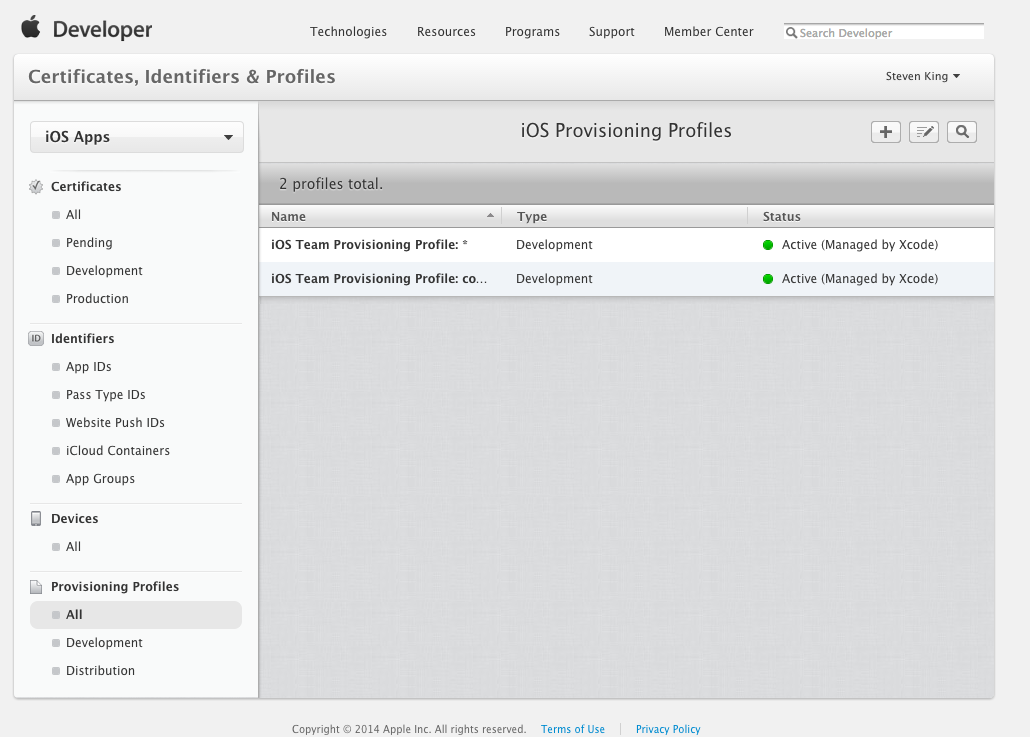 Developer
Technologies Resources Programs Support Member Center Search Developer
Certificates, Identifiers & Profiles
Steven King
iOS Apps
iOS Provisioning Profiles
2 profiles total.
Name Type Status
iOS Team Provisioning Profile: * Development Active (Managed by Xcode)
iOS Team Provisioning Profile: co... Development Active (Managed by Xcode)
Certificates
All
Pending
Development
Production
ID Identifiers
App IDs
Pass Type IDs
Website Push IDs
iCloud Containers
App Groups
Devices
All
Provisioning Profiles
All
Development
Distribution
Copyright © 2014 Apple Inc. All rights reserved. Terms of Use Privacy Policy